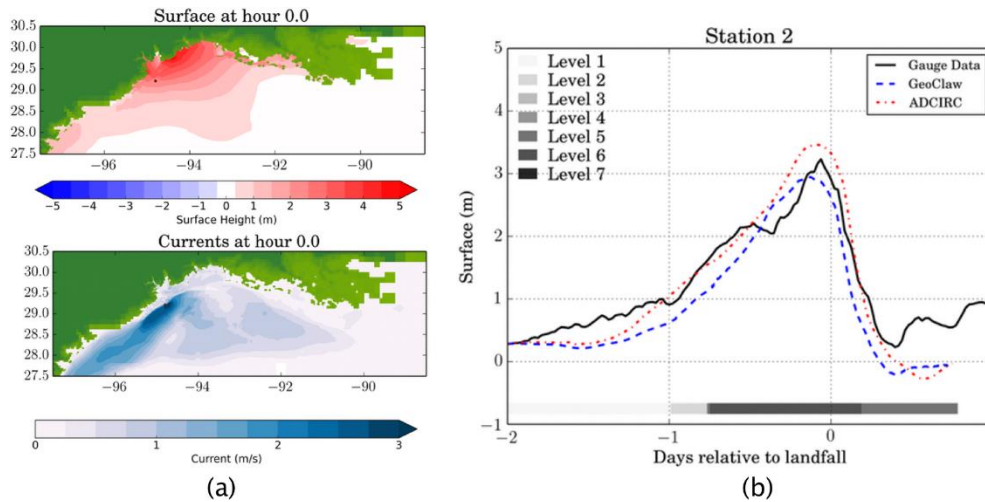 Surface at hour 0.0
30.5
30.0
29.5
29.0
28.5
28.0
27.5
−96 −94 −92 −90
−5 −4 −3 −2 −1 0 1 2 3 4 5
Surface Height (m)
Currents at hour 0.0
30.5
30.0
29.5
29.0
28.5
28.0
27.5
−96 −94 −92 −90
0 1 2 3
Current (m/s)
(a)
Station 2
5
4
3
2
1
0
−1
Surface (m)
Level 1
Level 2
Level 3
Level 4
Level 5
Level 6
Level 7
Gauge Data
GeoClaw
ADCIRC
−2 −1 0
Days relative to landfall
(b)